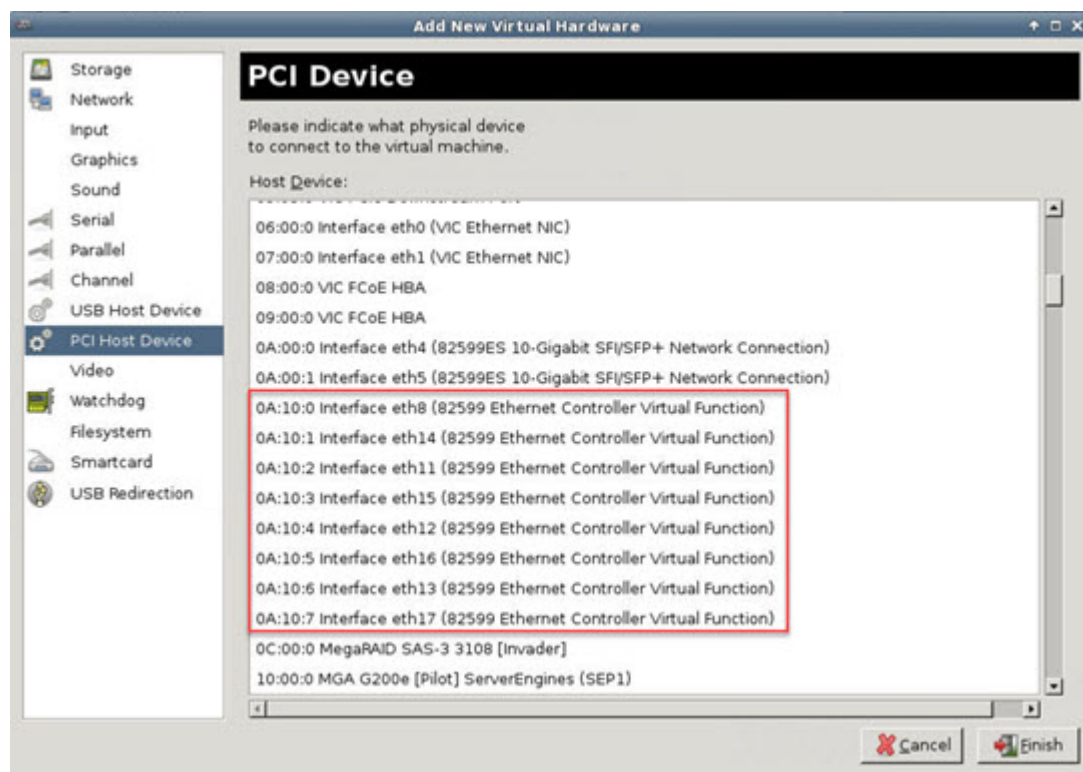 Add New Virtual Hardware
Storage
Network
Input
Graphics
Sound
Serial
Parallel
Channel
USB Host Device
PCI Host Device
Video
Watchdog
Filesystem
Smartcard
USB Redirection
PCI Device
Please indicate what physical device
to connect to the virtual machine.
Host Device:
06:00:0 Interface eth0 (VIC Ethernet NIC)
07:00:0 Interface eth1 (VIC Ethernet NIC)
08:00:0 VIC FCoE HBA
09:00:0 VIC FCoE HBA
0A:00:0 Interface eth4 (82599ES 10-Gigabit SFI/SFP+ Network Connection)
0A:00:1 Interface eth5 (82599ES 10-Gigabit SFI/SFP+ Network Connection)
0A:10:0 Interface eth8 (82599 Ethernet Controller Virtual Function)
0A:10:1 Interface eth14 (82599 Ethernet Controller Virtual Function)
0A:10:2 Interface eth11 (82599 Ethernet Controller Virtual Function)
0A:10:3 Interface eth15 (82599 Ethernet Controller Virtual Function)
0A:10:4 Interface eth12 (82599 Ethernet Controller Virtual Function)
0A:10:5 Interface eth16 (82599 Ethernet Controller Virtual Function)
0A:10:6 Interface eth13 (82599 Ethernet Controller Virtual Function)
0A:10:7 Interface eth17 (82599 Ethernet Controller Virtual Function)
0C:00:0 MegaRAID SAS-3 3108 [Invader]
10:00:0 MGA G200e [Pilot] ServerEngines (SEP1)
Cancel
Finish